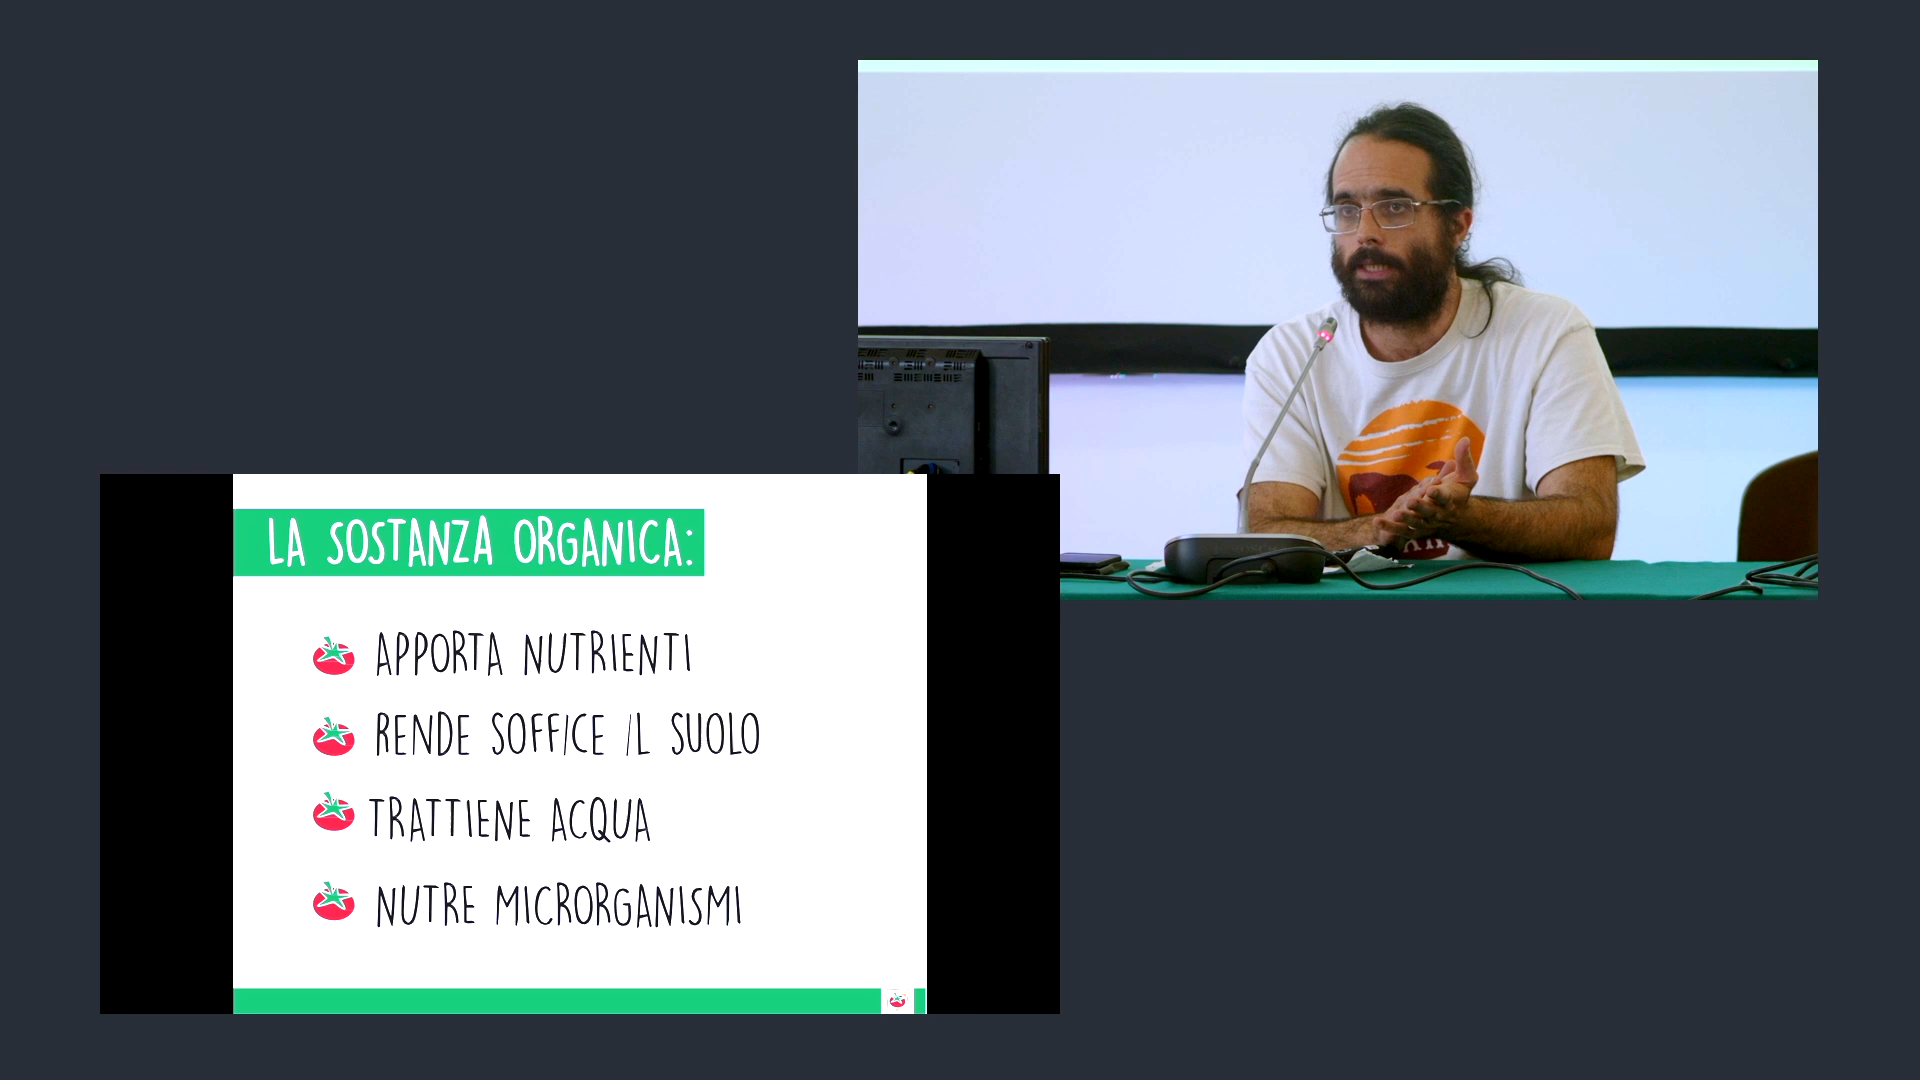 LA SOSTANZA ORGANICA:
APPORTA NUTRIENTI
RENDE SOFFICE IL SUOLO
TRATTIENE ACQUA
NUTRE MICRORGANISMI